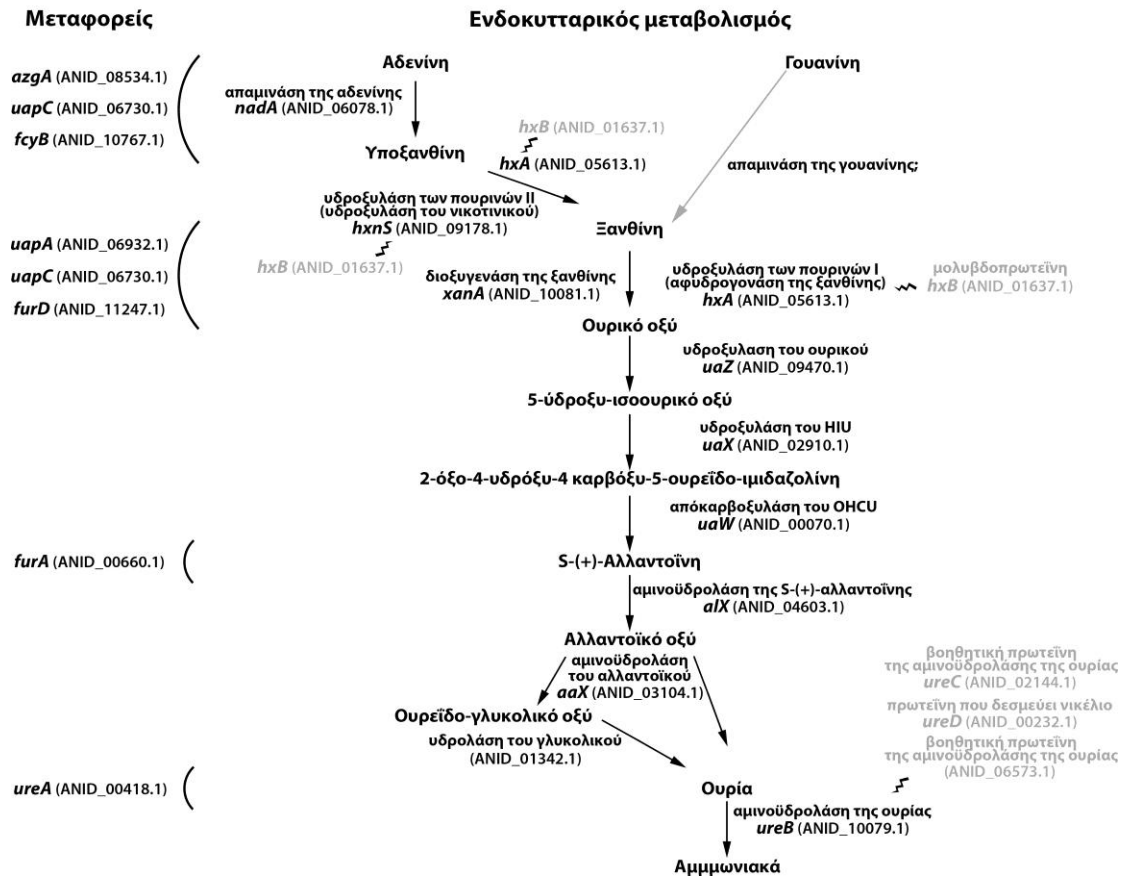 Μεταφορείς
Ενδοκυτταρικός μεταβολισμός
azgA (ANID_08534.1)
uapC (ANID_06730.1)
fcyB (ANID_10767.1)
Αδενίνη
Γουανίνη
απαμινάση της αδενίνης
nadA (ANID_06078.1)
hxB (ANID_01637.1)
Υποξανθίνη
hxA (ANID_05613.1)
απαμινάση της γουανίνης;
υδροξυλάση των πουρινών ΙΙ
(υδροξυλάση του νικοτινικού)
hxnS (ANID_09178.1)
hxB (ANID_01637.1)
Ξανθίνη
uapA (ANID_06932.1)
uapC (ANID_06730.1)
furD (ANID_11247.1)
διοξυγενάση της ξανθίνης
xanA (ANID_10081.1)
υδροξυλάση των πουρινών Ι
(αφυδρογονάση της ξανθίνης)
hxA (ANID_05613.1)
μολυβδοπρωτεΐνη
hxB (ANID_01637.1)
Ουρικό οξύ
υδροξυλαση του ουρικού
uaZ (ANID_09470.1)
5-ύδροξυ-ισοουρικό οξύ
υδροξυλάση του HIU
uaX (ANID_02910.1)
2-όξο-4-υδρόξυ-4 καρβόξυ-5-ουρεΐδο-ιμιδαζολίνη
απόκαρβοξυλάση του OHCU
uaW (ANID_00070.1)
furA (ANID_00660.1)
S-(+)-Αλλαντοΐνη
αμινοϋδρολάση της S-(+)-αλλαντοΐνης
alX (ANID_04603.1)
Αλλαντοϊκό οξύ
αμινοϋδρολάση
του αλλαντοϊκού
aaX (ANID_03104.1)
Ουρεΐδο-γλυκολικό οξύ
υδρολάση του γλυκολικού
(ANID_01342.1)
βοηθητική πρωτεΐνη
της αμινοϋδρολάσης της ουρίας
ureC (ANID_02144.1)
πρωτεΐνη που δεσμεύει νικέλιο
ureD (ANID_00232.1)
βοηθητική πρωτεΐνη
της αμινοϋδρολάσης της ουρίας
(ANID_06573.1)
ureA (ANID_00418.1)
Ουρία
αμινοϋδρολάση της ουρίας
ureB (ANID_10079.1)
Αμμμωνιακά